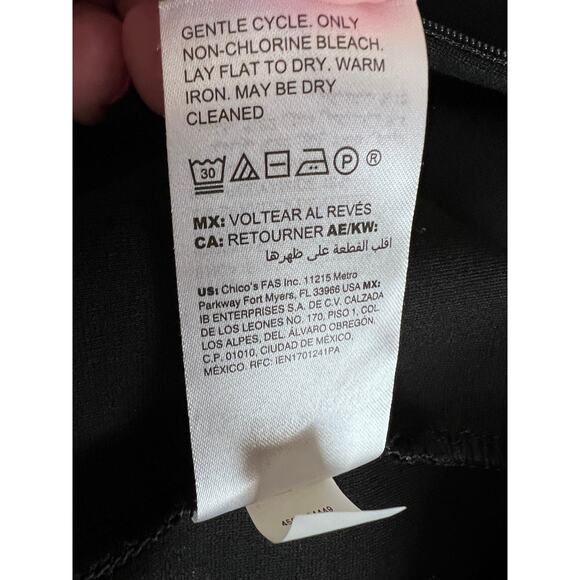 GENTLE CYCLE. ONLY
NON-CHLORINE BLEACH.
LAY FLAT TO DRY. WARM
IRON. MAY BE DRY
CLEANED
30 P ®
MX: VOLTEAR AL REVÉS
CA: RETOURNER AE/KW:
اقلب القطعة على ظهرها
US: Chico's FAS Inc. 11215 Metro
Parkway Fort Myers, FL 33966 USA MX:
IB ENTERPRISES S.A. DE C.V. CALZADA
DE LOS LEONES NO. 170, PISO 1, COL.
LOS ALPES, DEL. ÁLVARO OBREGÓN,
C.P. 01010, CIUDAD DE MÉXICO,
MÉXICO. RFC: IEN1701241PA